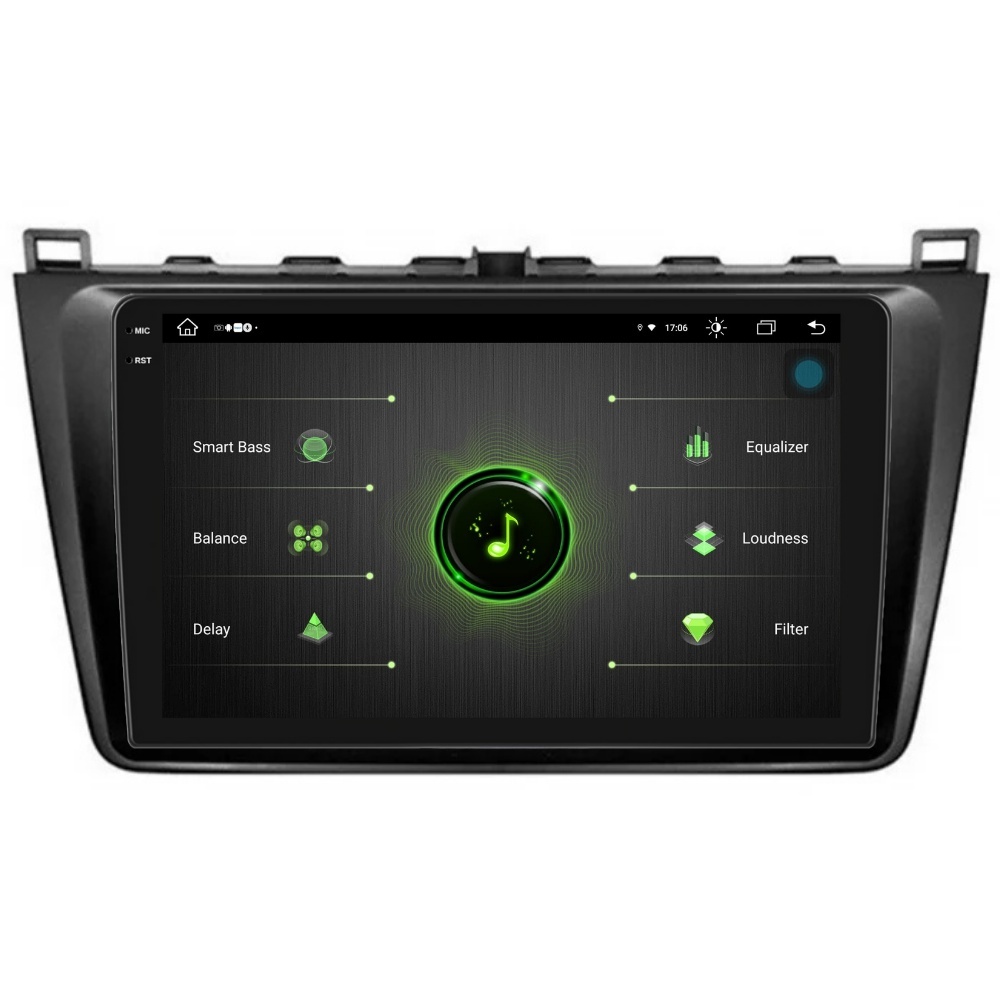 MIC
17:06
RST
Smart Bass
Equalizer
Balance
Loudness
Delay
Filter